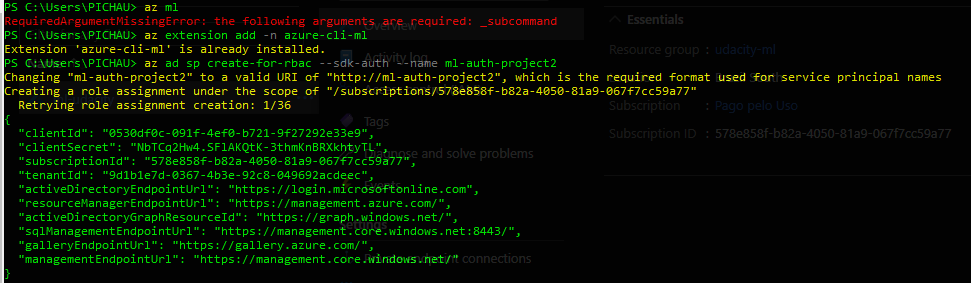 PS C:\Users\PICHAU> az ml
RequiredArgumentMissingError: the following arguments are required: _subcommand
PS C:\Users\PICHAU> az extension add -n azure-cli-ml
Extension 'azure-cli-ml' is already installed.
PS C:\Users\PICHAU> az ad sp create-for-rbac --sdk-auth --name ml-auth-project2
Changing "ml-auth-project2" to a valid URI of "http://ml-auth-project2", which is the required format used for service principal names
Creating a role assignment under the scope of "/subscriptions/578e858f-b82a-4050-81a9-067f7cc59a77"
Retrying role assignment creation: 1/36
{
"clientId": "0530df0c-091f-4ef0-b721-9f27292e33e9",
"clientSecret": "NbTCq2Hw4.SFlAKQtK-3thmKnBRXkhtyTL",
"subscriptionId": "578e858f-b82a-4050-81a9-067f7cc59a77",
"tenantId": "9d1b1e7d-0367-4b3e-92c8-049692acdeec",
"activeDirectoryEndpointUrl": "https://login.microsoftonline.com",
"resourceManagerEndpointUrl": "https://management.azure.com/",
"activeDirectoryGraphResourceId": "https://graph.windows.net/",
"sqlManagementEndpointUrl": "https://management.core.windows.net:8443/",
"galleryEndpointUrl": "https://gallery.azure.com/",
"managementEndpointUrl": "https://management.core.windows.net/"
}
Overview
Activity log
Tags
and solve problems
connections
Essentials
Resource group : udacity-ml
Subscription : Pago pelo Uso
Subscription ID : 578e858f-b82a-4050-81a9-067f7cc59a77